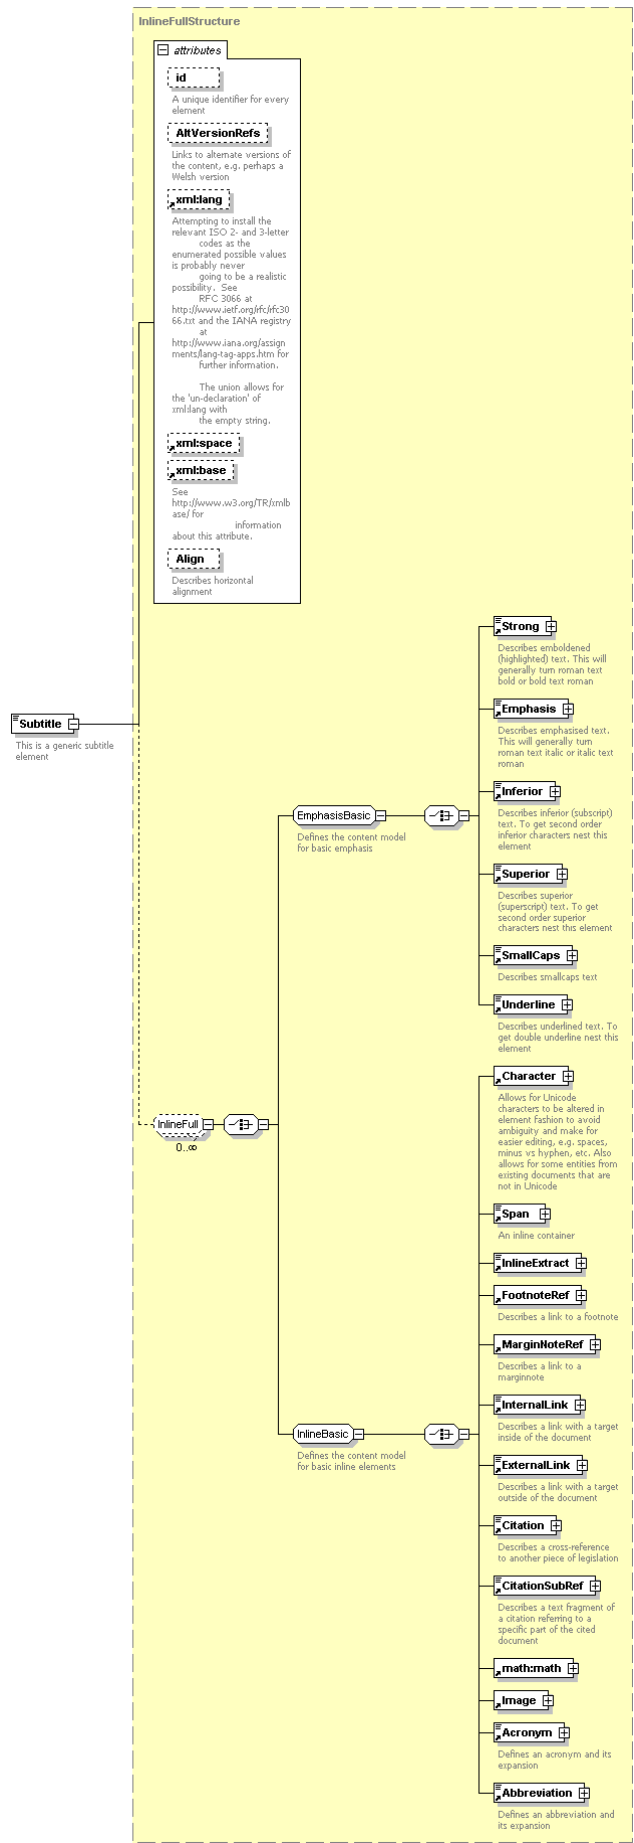 InlineFullStructure
attributes
id
A unique identifier for every
element
AltVersionRefs
Links to alternate versions of
the content, e.g. perhaps a
Welsh version
xml:lang
Attempting to install the
relevant ISO 2- and 3-letter
codes as the
enumerated possible values
is probably never
going to be a realistic
possibility.  See
RFC 3066 at
http://www.ietf.org/rfc/rfc30
66.txt and the IANA registry
at
http://www.iana.org/assign
ments/lang-tag-apps.htm for
further information.
The union allows for
the 'un-declaration' of
xml:lang with
the empty string.
xml:space
xml:base
See
http://www.w3.org/TR/xmlb
ase/ for
information
about this attribute.
Align
Describes horizontal
alignment
Subtitle
This is a generic subtitle
element
InlineFull
0..∞
EmphasisBasic
Defines the content model
for basic emphasis
Strong
Describes emboldened
(highlighted) text. This will
generally turn roman text
bold or bold text roman
Emphasis
Describes emphasised text.
This will generally turn
roman text italic or italic text
roman
Inferior
Describes inferior (subscript)
text. To get second order
inferior characters nest this
element
Superior
Describes superior
(superscript) text. To get
second order superior
characters nest this element
SmallCaps
Describes smallcaps text
Underline
Describes underlined text. To
get double underline nest this
element
InlineBasic
Defines the content model
for basic inline elements
Character
Allows for Unicode
characters to be altered in
element fashion to avoid
ambiguity and make for
easier editing, e.g. spaces,
minus vs hyphen, etc. Also
allows for some entities from
existing documents that are
not in Unicode
Span
An inline container
InlineExtract
FootnoteRef
Describes a link to a footnote
MarginNoteRef
Describes a link to a
marginnote
InternalLink
Describes a link with a target
inside of the document
ExternalLink
Describes a link with a target
outside of the document
Citation
Describes a cross-reference
to another piece of legislation
CitationSubRef
Describes a text fragment of
a citation referring to a
specific part of the cited
document
math:math
Image
Acronym
Defines an acronym and its
expansion
Abbreviation
Defines an abbreviation and
its expansion